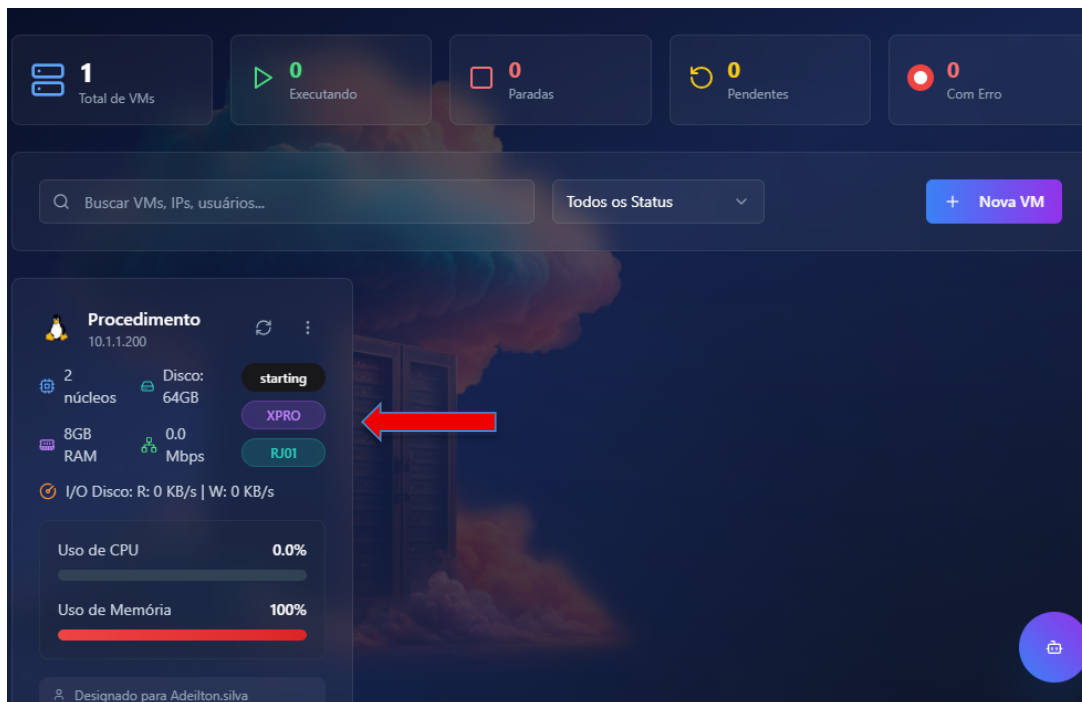 1
Total de VMs
0
Executando
0
Paradas
0
Pendentes
0
Com Erro
Buscar VMs, IPs, usuários...
Todos os Status
+ Nova VM
Procedimento
10.1.1.200
2
núcleos
Disco:
64GB
starting
XPRO
8GB
RAM
0.0
Mbps
RJ01
I/O Disco: R: 0 KB/s | W: 0 KB/s
Uso de CPU 0.0%
Uso de Memória 100%
Designado para Adeilton.silva